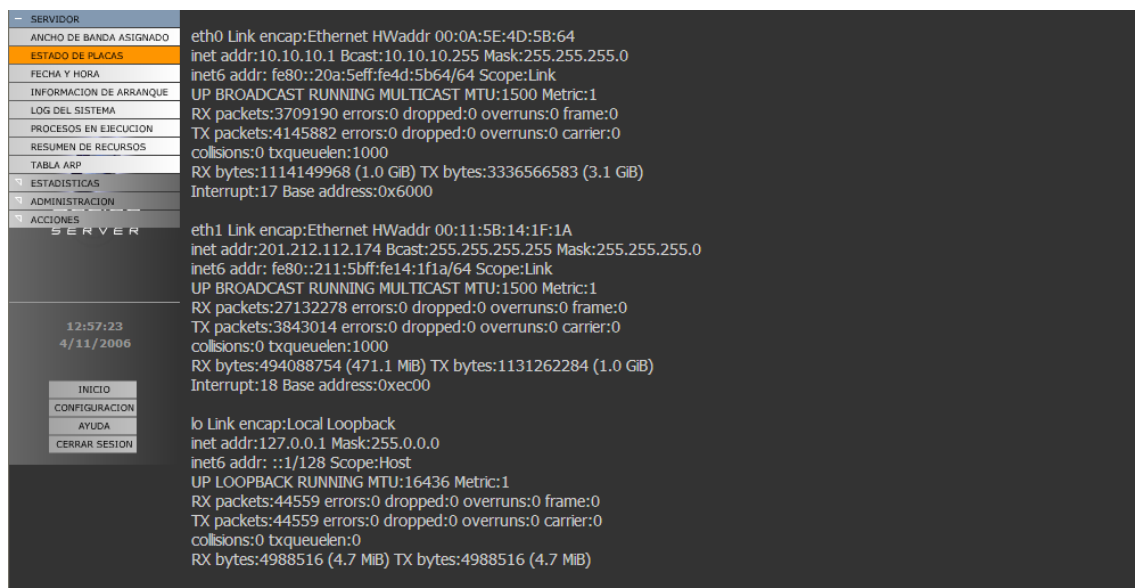 SERVIDOR
ANCHO DE BANDA ASIGNADO
ESTADO DE PLACAS
FECHA Y HORA
INFORMACION DE ARRANQUE
LOG DEL SISTEMA
PROCESOS EN EJECUCION
RESUMEN DE RECURSOS
TABLA ARP
ESTADISTICAS
ADMINISTRACION
ACCIONES
SERVER
12:57:23
4/11/2006
INICIO
CONFIGURACION
AYUDA
CERRAR SESION
eth0 Link encap:Ethernet HWaddr 00:0A:5E:4D:5B:64
inet addr:10.10.10.1 Bcast:10.10.10.255 Mask:255.255.255.0
inet6 addr: fe80::20a:5eff:fe4d:5b64/64 Scope:Link
UP BROADCAST RUNNING MULTICAST MTU:1500 Metric:1
RX packets:3709190 errors:0 dropped:0 overruns:0 frame:0
TX packets:4145882 errors:0 dropped:0 overruns:0 carrier:0
collisions:0 txqueuelen:1000
RX bytes:1114149968 (1.0 GiB) TX bytes:3336566583 (3.1 GiB)
Interrupt:17 Base address:0x6000
eth1 Link encap:Ethernet HWaddr 00:11:5B:14:1F:1A
inet addr:201.212.112.174 Bcast:255.255.255.255 Mask:255.255.255.0
inet6 addr: fe80::211:5bff:fe14:1f1a/64 Scope:Link
UP BROADCAST RUNNING MULTICAST MTU:1500 Metric:1
RX packets:27132278 errors:0 dropped:0 overruns:0 frame:0
TX packets:3843014 errors:0 dropped:0 overruns:0 carrier:0
collisions:0 txqueuelen:1000
RX bytes:494088754 (471.1 MiB) TX bytes:1131262284 (1.0 GiB)
Interrupt:18 Base address:0xec00
lo Link encap:Local Loopback
inet addr:127.0.0.1 Mask:255.0.0.0
inet6 addr: ::1/128 Scope:Host
UP LOOPBACK RUNNING MTU:16436 Metric:1
RX packets:44559 errors:0 dropped:0 overruns:0 frame:0
TX packets:44559 errors:0 dropped:0 overruns:0 carrier:0
collisions:0 txqueuelen:0
RX bytes:4988516 (4.7 MiB) TX bytes:4988516 (4.7 MiB)